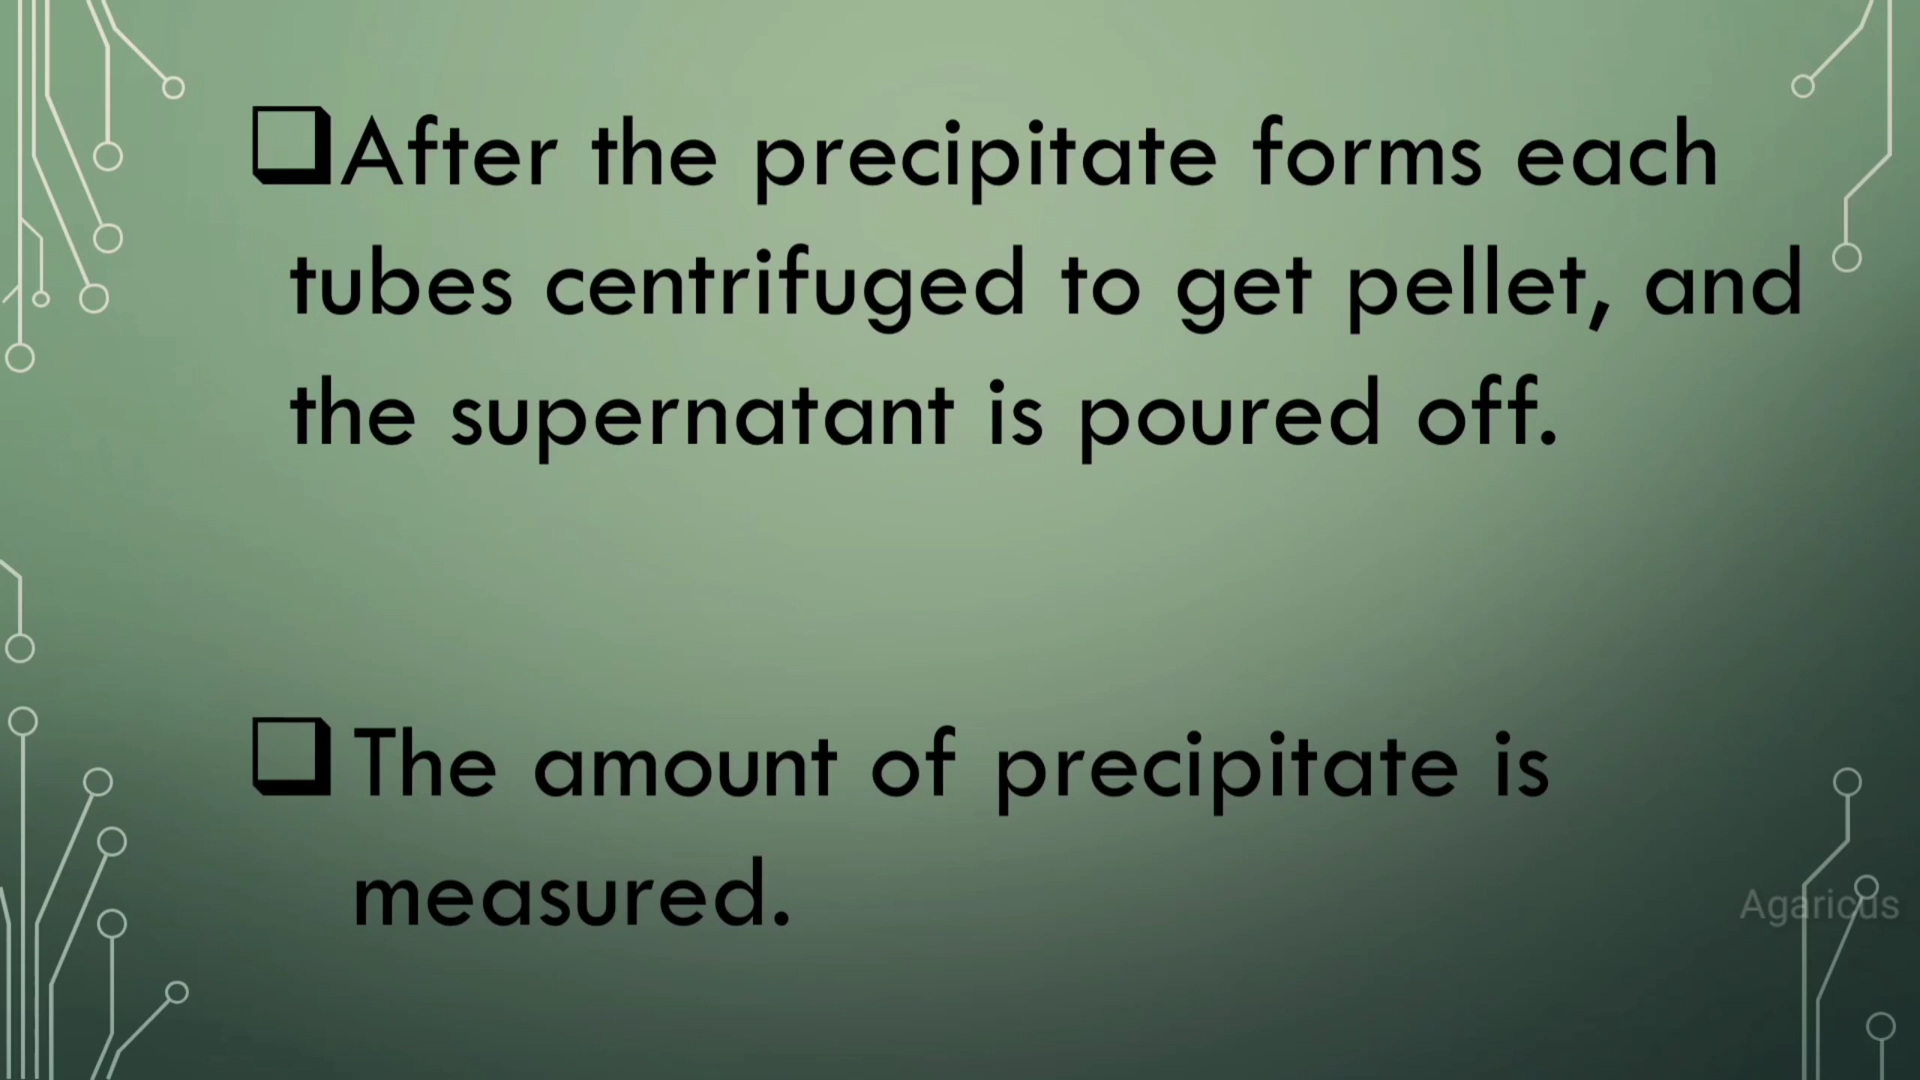 ❑After the precipitate forms each
tubes centrifuged to get pellet, and
the supernatant is poured off.
❑ The amount of precipitate is
measured.
Agaricus